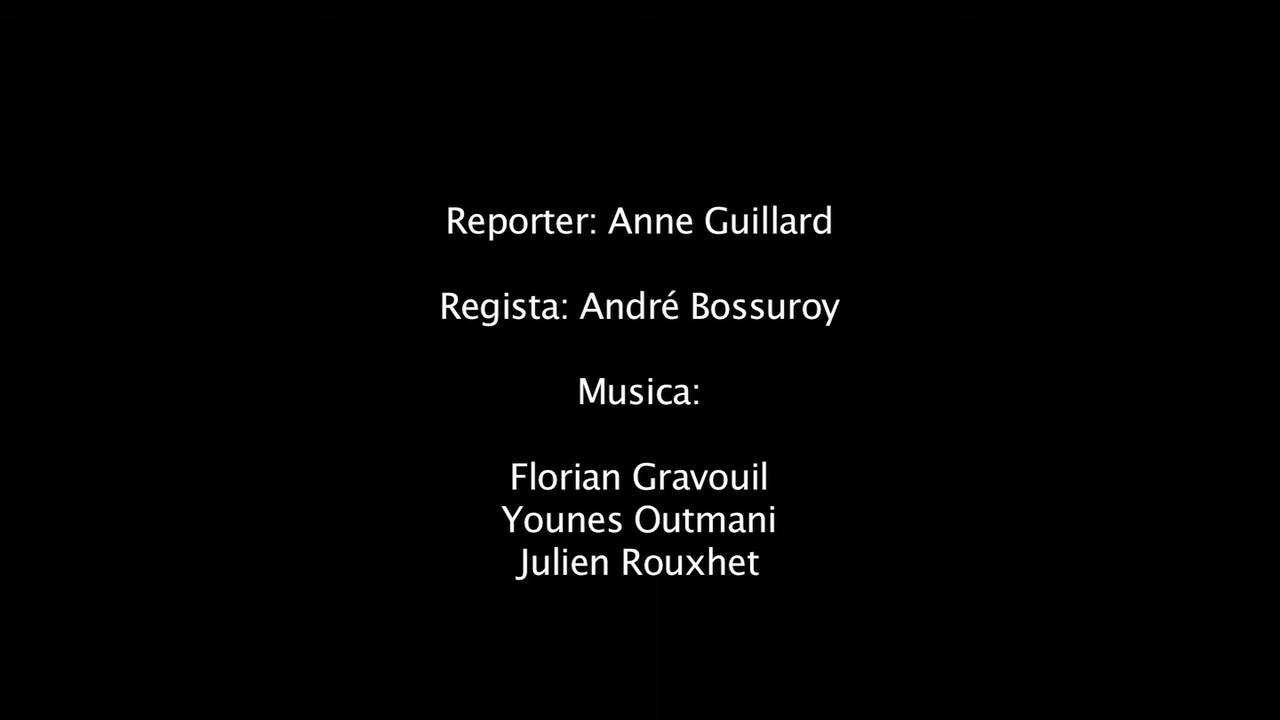 Reporter: Anne Guillard
Regista: André Bossuroy
Musica:
Florian Gravouil
Younes Outmani
Julien Rouxhet